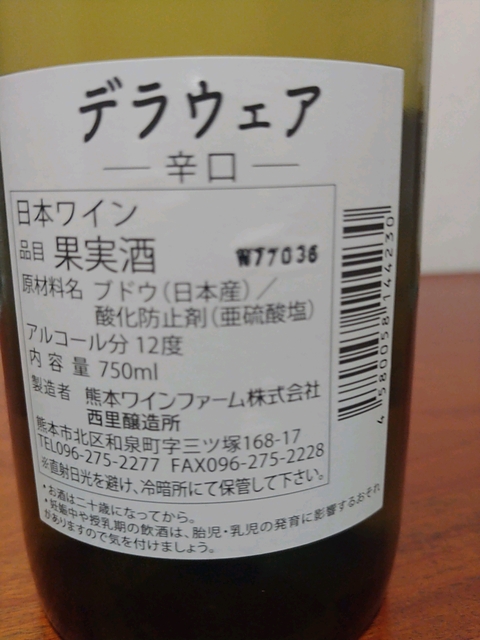 デラウェア
辛口
日本ワイン
品目 果実酒 W77036
原材料名 ブドウ(日本産)/
酸化防止剤(亜硫酸塩)
アルコール分 12度
内容量 750ml
製造者 熊本ワインファーム株式会社
西里醸造所
熊本市北区和泉町字三ツ塚168-17
TEL096-275-2277 FAX096-275-2228
※直射日光を避け、冷暗所にて保管して下さい。
・お酒は二十歳になってから。
・妊娠中や授乳期の飲酒は、胎児・乳児の発育に影響するおそれ
がありますので気を付けましょう。
4580058144230